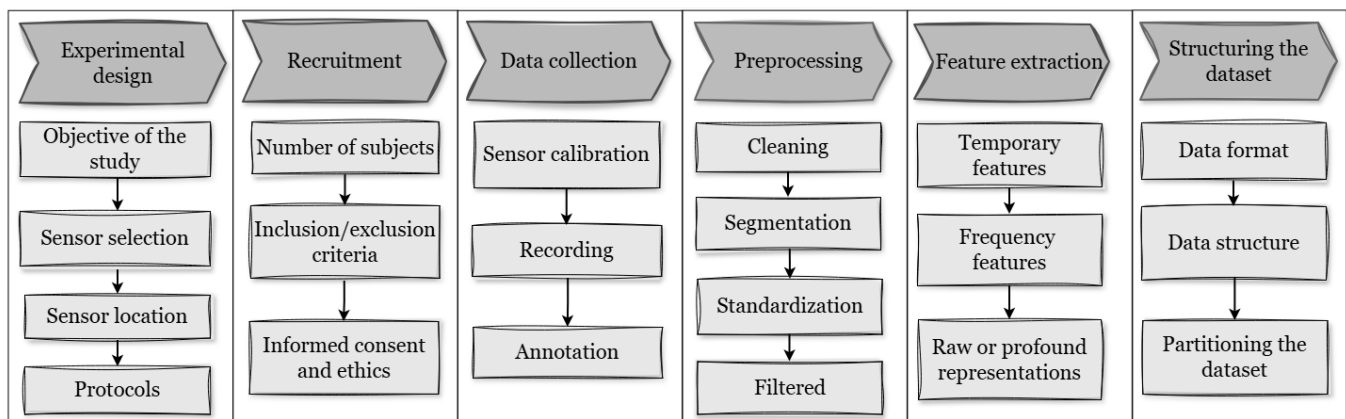 Experimental
design
Objective of the
study
Sensor selection
Sensor location
Protocols
Recruitment
Number of subjects
Inclusion/exclusion
criteria
Informed consent
and ethics
Data collection
Sensor calibration
Recording
Annotation
Preprocessing
Cleaning
Segmentation
Standardization
Filtered
Feature extraction
Temporary
features
Frequency
features
Raw or profound
representations
Structuring the
dataset
Data format
Data structure
Partitioning the
dataset